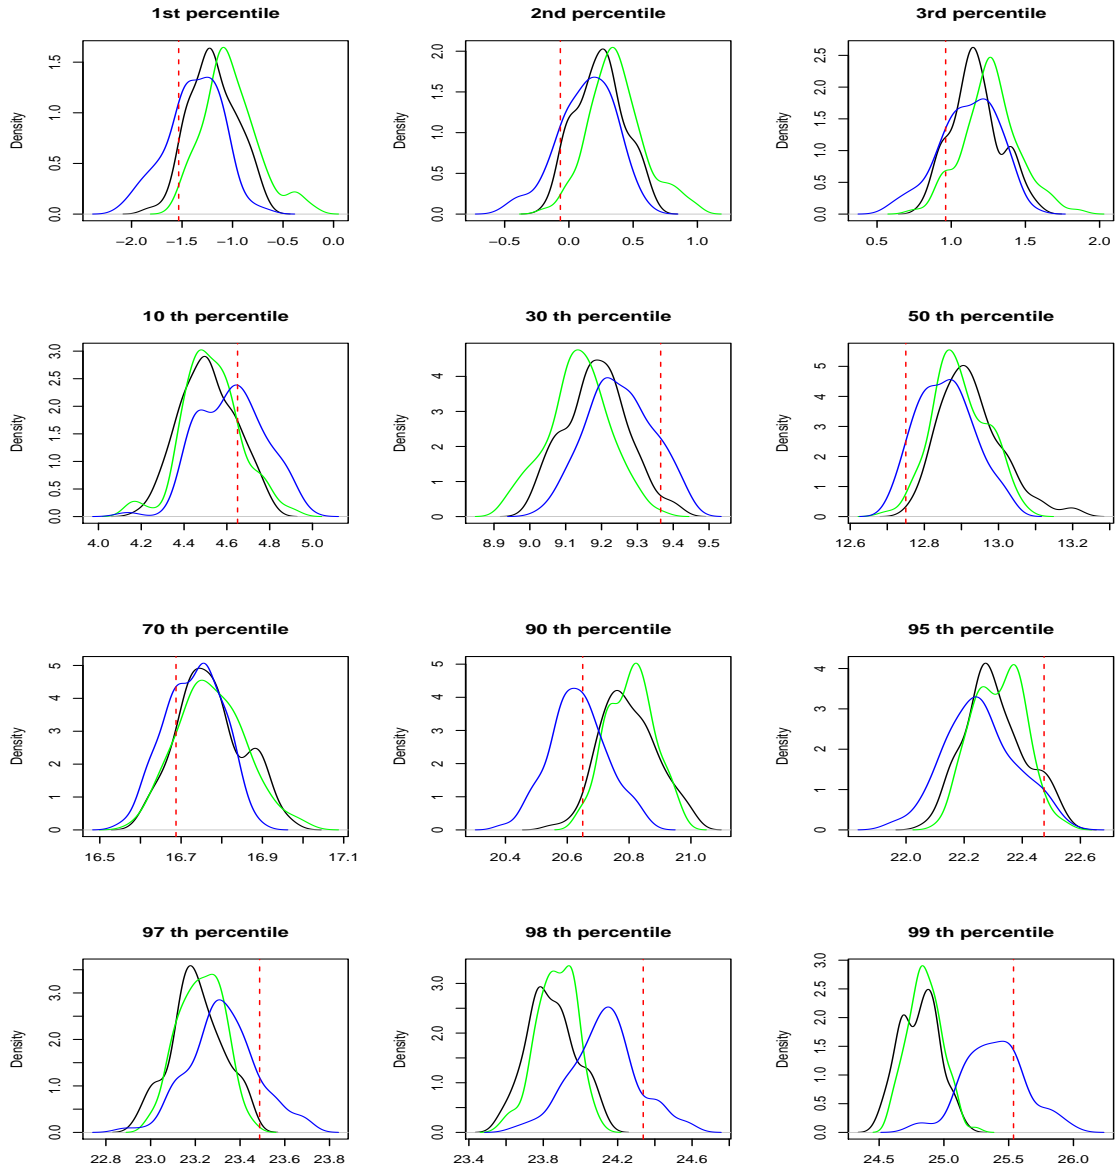 1st percentile
2nd percentile
3rd percentile
Density
0.0 0.5 1.0 1.5
−2.0 −1.5 −1.0 −0.5 0.0
Density
0.0 0.5 1.0 1.5 2.0
−0.5 0.0 0.5 1.0
Density
0.0 0.5 1.0 1.5 2.0 2.5
0.5 1.0 1.5 2.0
10 th percentile
30 th percentile
50 th percentile
Density
0.0 0.5 1.0 1.5 2.0 2.5 3.0
4.0 4.2 4.4 4.6 4.8 5.0
Density
0 1 2 3 4
8.9 9.0 9.1 9.2 9.3 9.4 9.5
Density
0 1 2 3 4 5
12.6 12.8 13.0 13.2
70 th percentile
90 th percentile
95 th percentile
Density
0 1 2 3 4 5
16.5 16.7 16.9 17.1
Density
0 1 2 3 4 5
20.4 20.6 20.8 21.0
Density
0 1 2 3 4
22.0 22.2 22.4 22.6
97 th percentile
98 th percentile
99 th percentile
Density
0.0 1.0 2.0 3.0
22.8 23.0 23.2 23.4 23.6 23.8
Density
0.0 1.0 2.0 3.0
23.4 23.8 24.2 24.6
Density
0.0 0.5 1.0 1.5 2.0 2.5 3.0
24.5 25.0 25.5 26.0